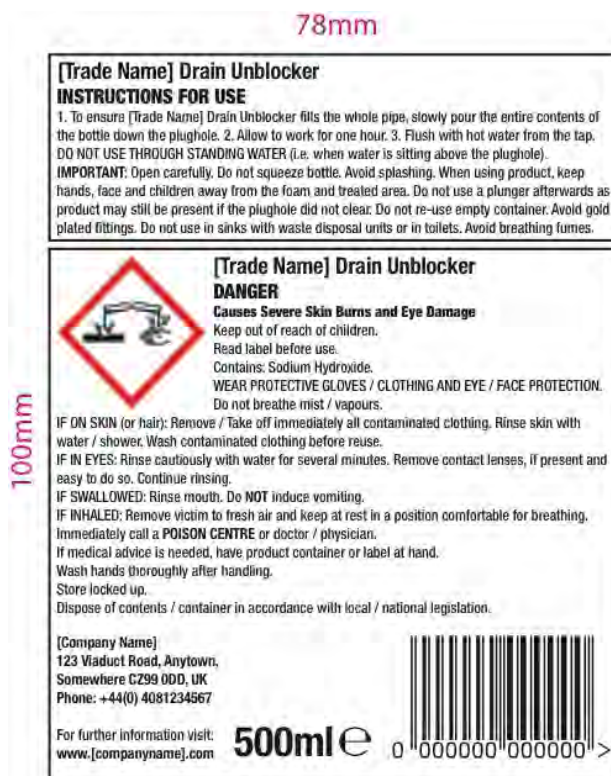 78mm
[Trade Name] Drain Unblocker
INSTRUCTIONS FOR USE
1. To ensure [Trade Name] Drain Unblocker fills the whole pipe, slowly pour the entire contents of
the bottle down the plughole. 2. Allow to work for one hour. 3. Flush with hot water from the tap.
DO NOT USE THROUGH STANDING WATER (i.e. when water is sitting above the plughole).
IMPORTANT: Open carefully. Do not squeeze bottle. Avoid splashing. When using product, keep
hands, face and children away from the foam and treated area. Do not use a plunger afterwards as
product may still be present if the plughole did not clear. Do not re-use empty container. Avoid gold
plated fittings. Do not use in sinks with waste disposal units or in toilets. Avoid breathing fumes.
[Trade Name] Drain Unblocker
DANGER
Causes Severe Skin Burns and Eye Damage
Keep out of reach of children.
Read label before use.
Contains: Sodium Hydroxide.
WEAR PROTECTIVE GLOVES / CLOTHING AND EYE / FACE PROTECTION.
Do not breathe mist / vapours.
IF ON SKIN (or hair): Remove / Take off immediately all contaminated clothing. Rinse skin with
water / shower. Wash contaminated clothing before reuse.
IF IN EYES: Rinse cautiously with water for several minutes. Remove contact lenses, if present and
easy to do so. Continue rinsing.
IF SWALLOWED: Rinse mouth. Do NOT induce vomiting.
IF INHALED: Remove victim to fresh air and keep at rest in a position comfortable for breathing.
Immediately call a POISON CENTRE or doctor / physician.
If medical advice is needed, have product container or label at hand.
Wash hands thoroughly after handling.
Store locked up.
Dispose of contents / container in accordance with local / national legislation.
100mm
[Company Name]
123 Viaduct Road, Anytown,
Somewhere CZ99 0DD, UK
Phone: +44(0) 4081234567
For further information visit:
www.[companyname].com
500ml ℮
0 000000 000000 >